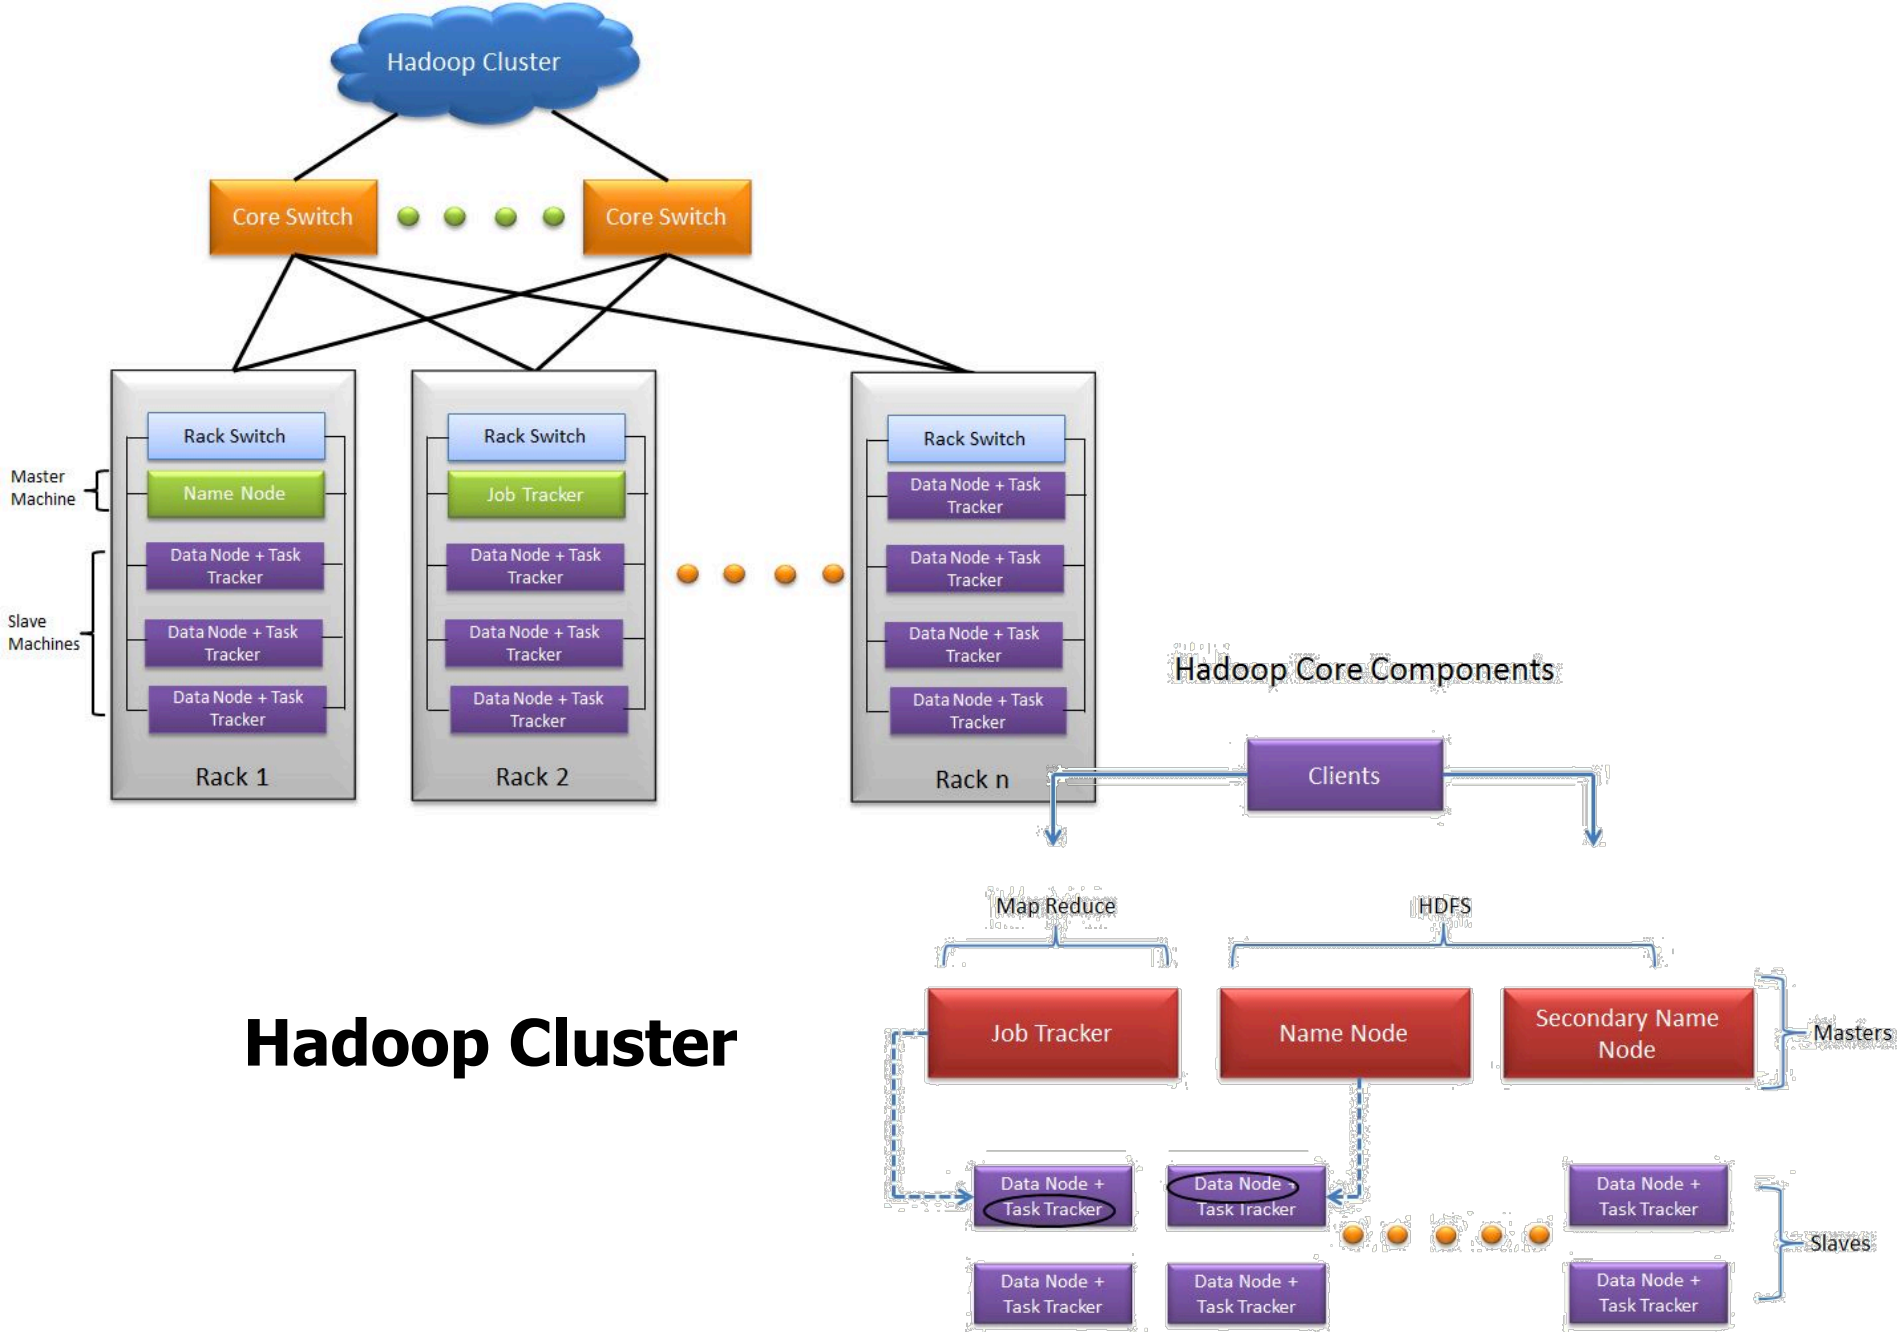 Hadoop Cluster
Core Switch
Core Switch
Rack Switch
Name Node
Data Node + Task
Tracker
Data Node + Task
Tracker
Data Node + Task
Tracker
Rack 1
Master
Machine
Slave
Machines
Rack Switch
Job Tracker
Data Node + Task
Tracker
Data Node + Task
Tracker
Data Node + Task
Tracker
Rack 2
Rack Switch
Data Node + Task
Tracker
Data Node + Task
Tracker
Data Node + Task
Tracker
Data Node + Task
Tracker
Rack n
Hadoop Core Components
Clients
Map Reduce
HDFS
Job Tracker
Name Node
Secondary Name
Node
Masters
Hadoop Cluster
Data Node +
Task Tracker
Data Node +
Task Tracker
Data Node +
Task Tracker
Slaves
Data Node +
Task Tracker
Data Node +
Task Tracker
Data Node +
Task Tracker